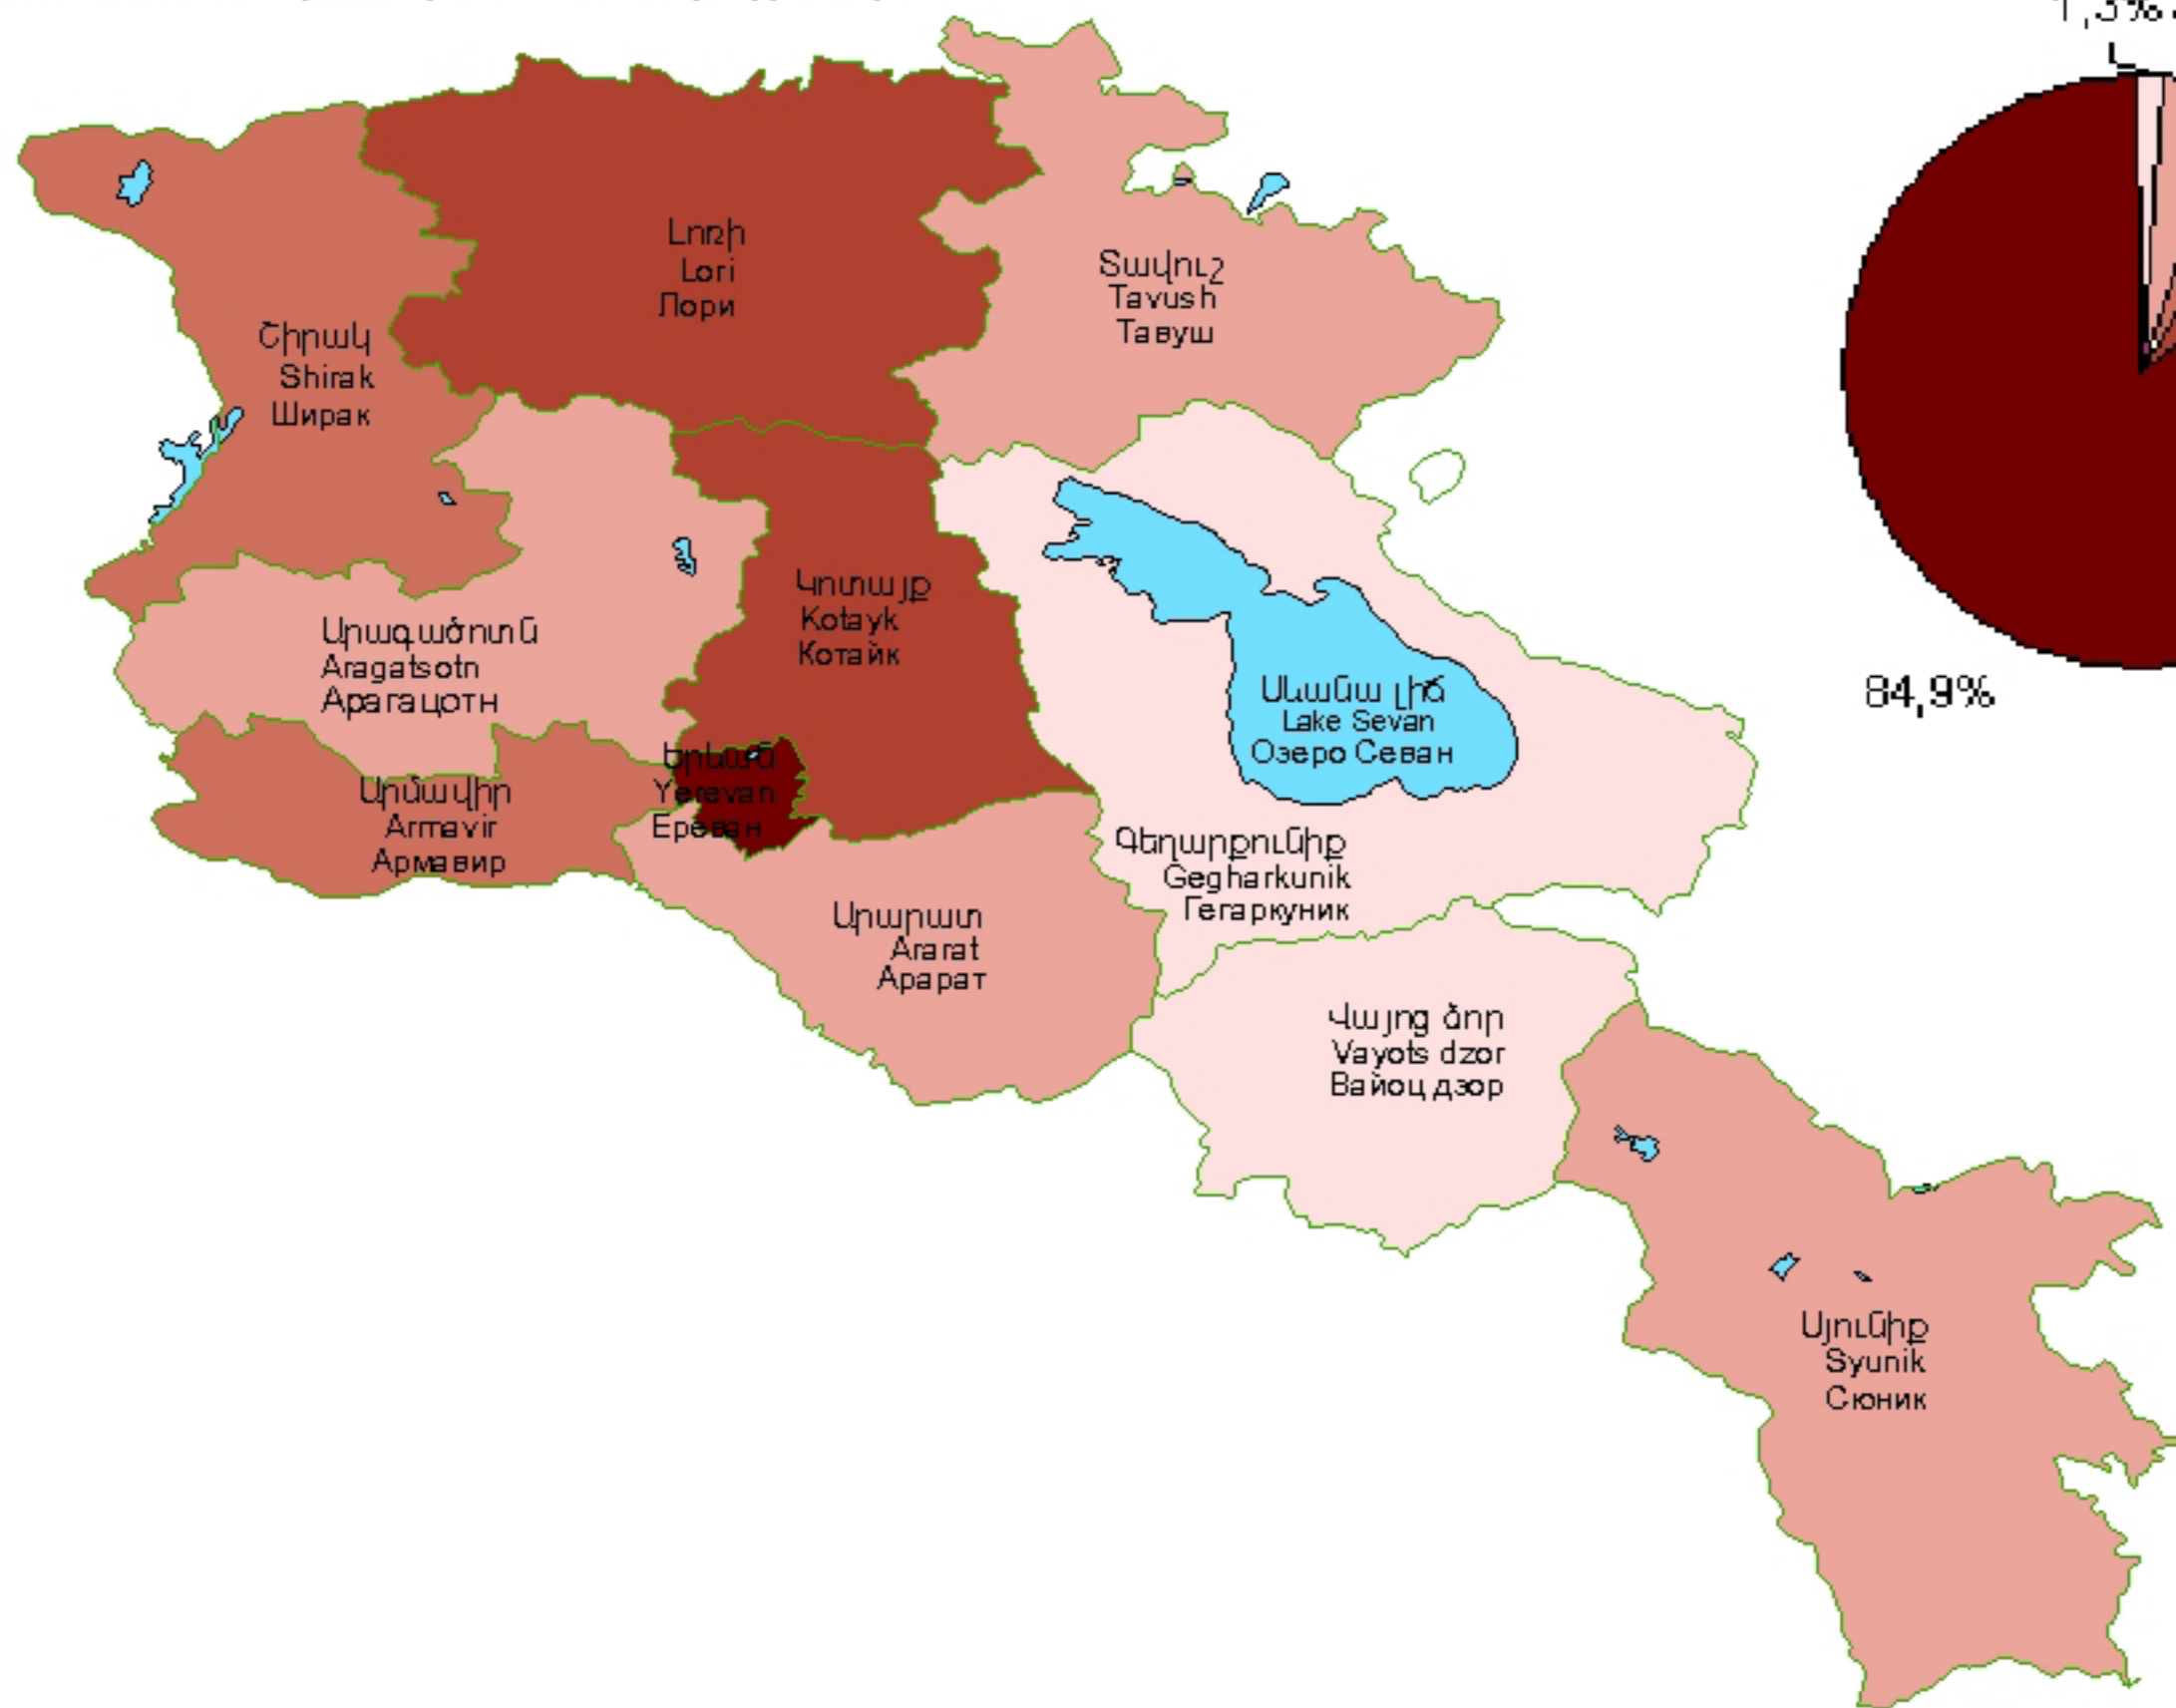 Լոռի
Lori
Лори
Տավուշ
Tavush
Тавуш
Շիրակ
Shirak
Ширак
Կոտայք
Kotayk
Котайк
Արագածոտն
Aragatsotn
Арагацотн
Սևանա լիճ
Lake Sevan
Озеро Севан
84,9%
Երևան
Yerevan
Ереван
Արմավիր
Armavir
Армавир
Գեղարքունիք
Gegharkunik
Гегаркуник
Արարատ
Ararat
Арарат
Վայոց ձոր
Vayots dzor
Вайоц дзор
Սյունիք
Syunik
Сюник